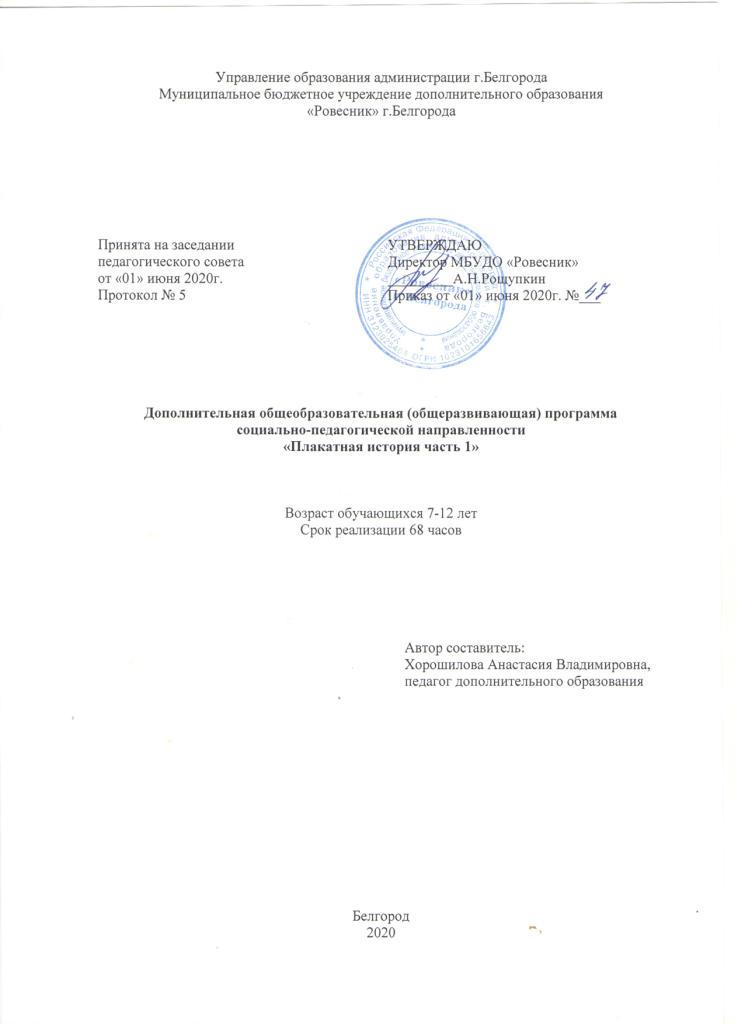 Управление образования администрации г.Белгорода
Муниципальное бюджетное учреждение дополнительного образования
«Ровесник» г.Белгорода
Принята на заседании
педагогического совета
от «01» июня 2020г.
Протокол № 5
УТВЕРЖДАЮ
Директор МБУДО «Ровесник»
А.Н.Рощупкин
Приказ от «01» июня 2020г. № 47
Дополнительная общеобразовательная (общеразвивающая) программа
социально-педагогической направленности
«Плакатная история часть 1»
Возраст обучающихся 7-12 лет
Срок реализации 68 часов
Автор составитель:
Хорошилова Анастасия Владимировна,
педагог дополнительного образования
Белгород
2020